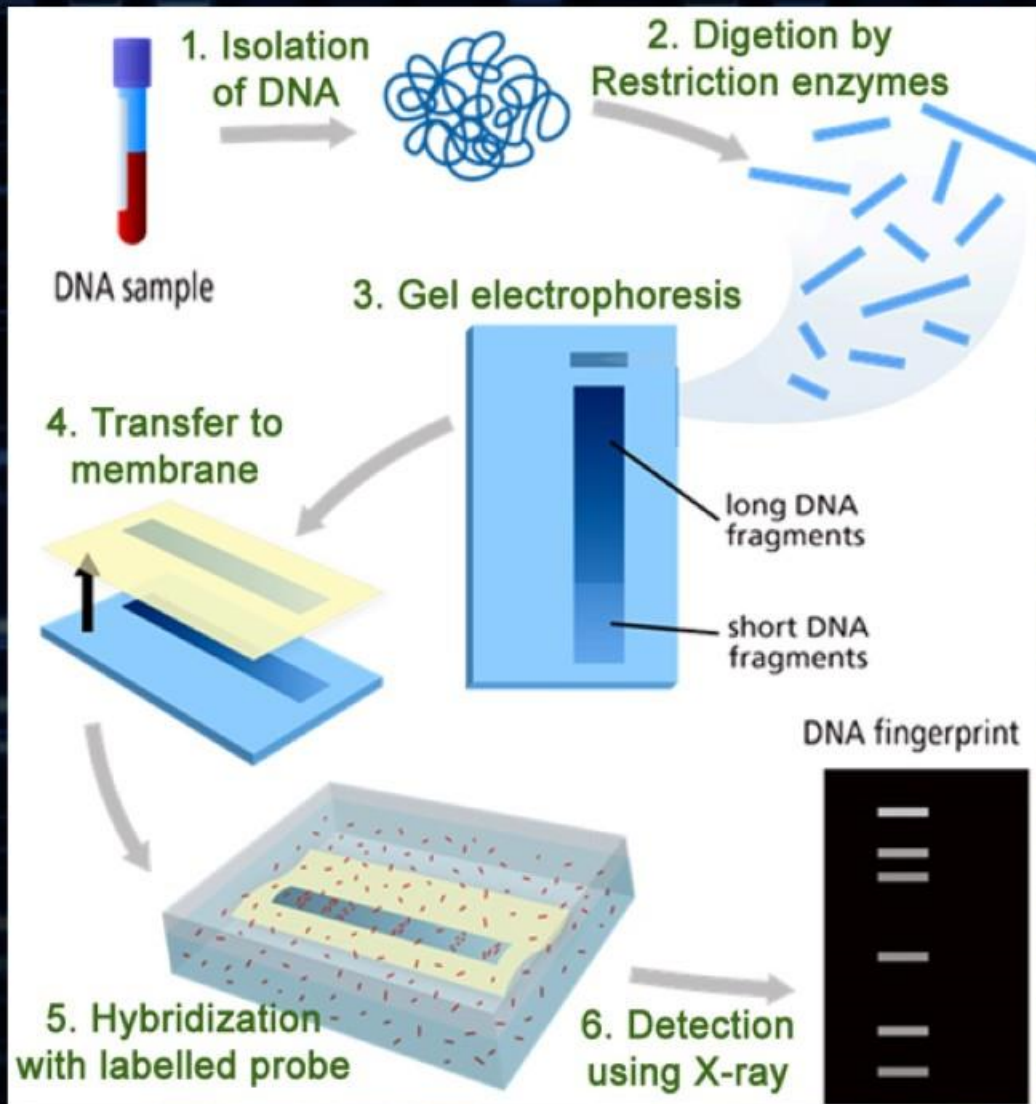 1. Isolation
of DNA
2. Digetion by
Restriction enzymes
DNA sample
3. Gel electrophoresis
4. Transfer to
membrane
long DNA
fragments
short DNA
fragments
DNA fingerprint
5. Hybridization
with labelled probe
6. Detection
using X-ray